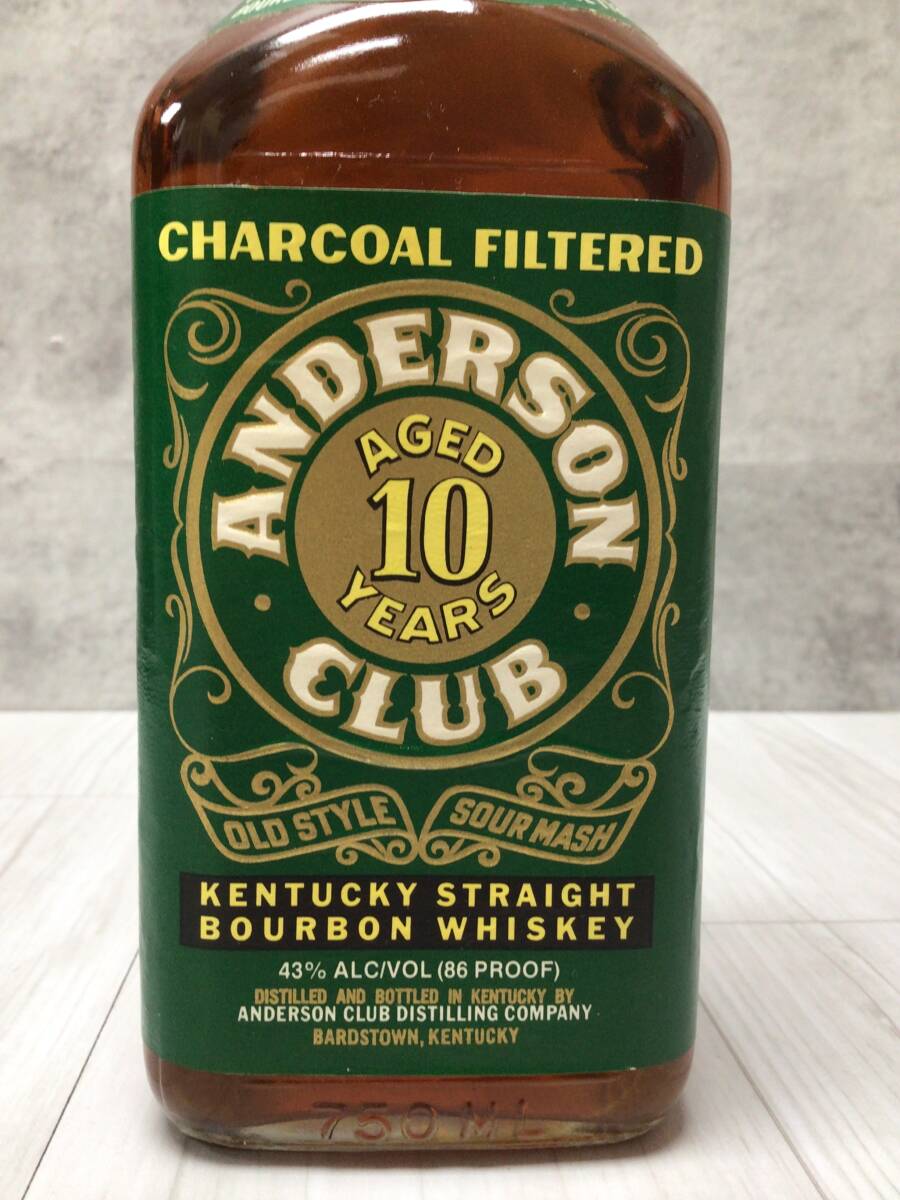 CHARCOAL FILTERED
ANDERSON
AGED
10
YEARS
CLUB
OLD STYLE SOUR MASH
KENTUCKY STRAIGHT
BOURBON WHISKEY
43% ALC/VOL (86 PROOF)
DISTILLED AND BOTTLED IN KENTUCKY BY
ANDERSON CLUB DISTILLING COMPANY
BARDSTOWN, KENTUCKY
750 ML